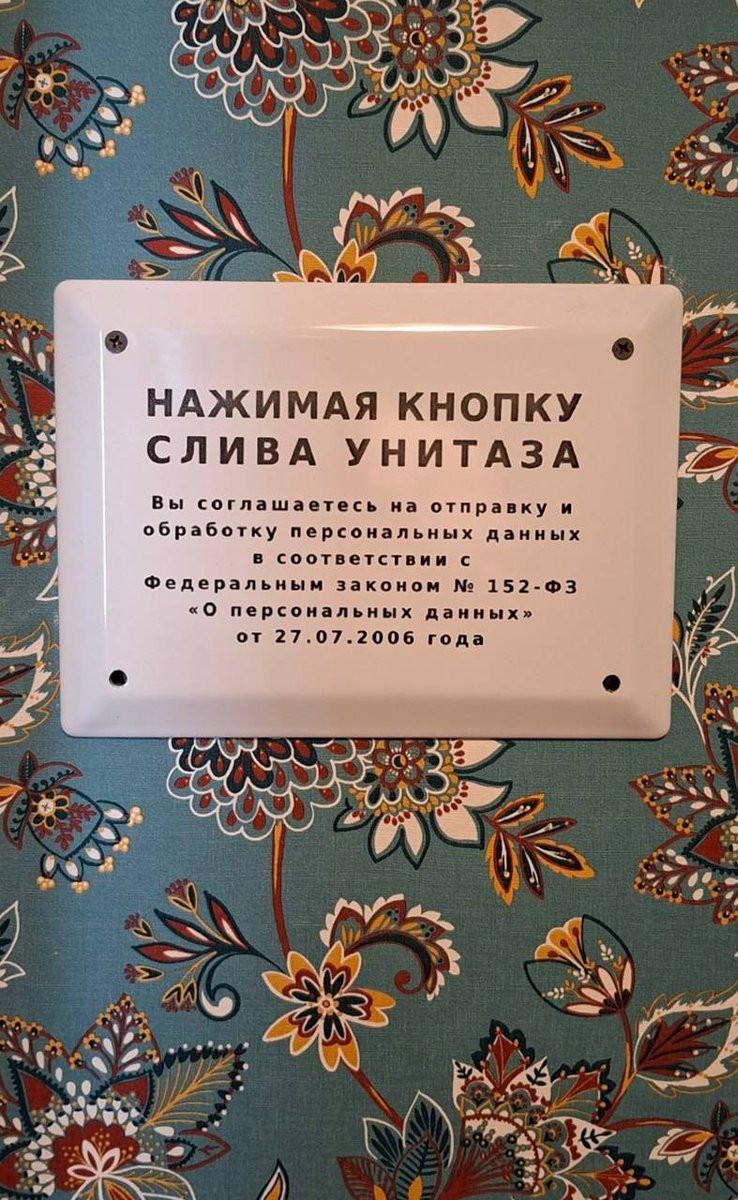 НАЖИМАЯ КНОПКУ
СЛИВА УНИТАЗА
Вы соглашаетесь на отправку и
обработку персональных данных
в соответствии с
Федеральным законом № 152-ФЗ
«О персональных данных»
от 27.07.2006 года